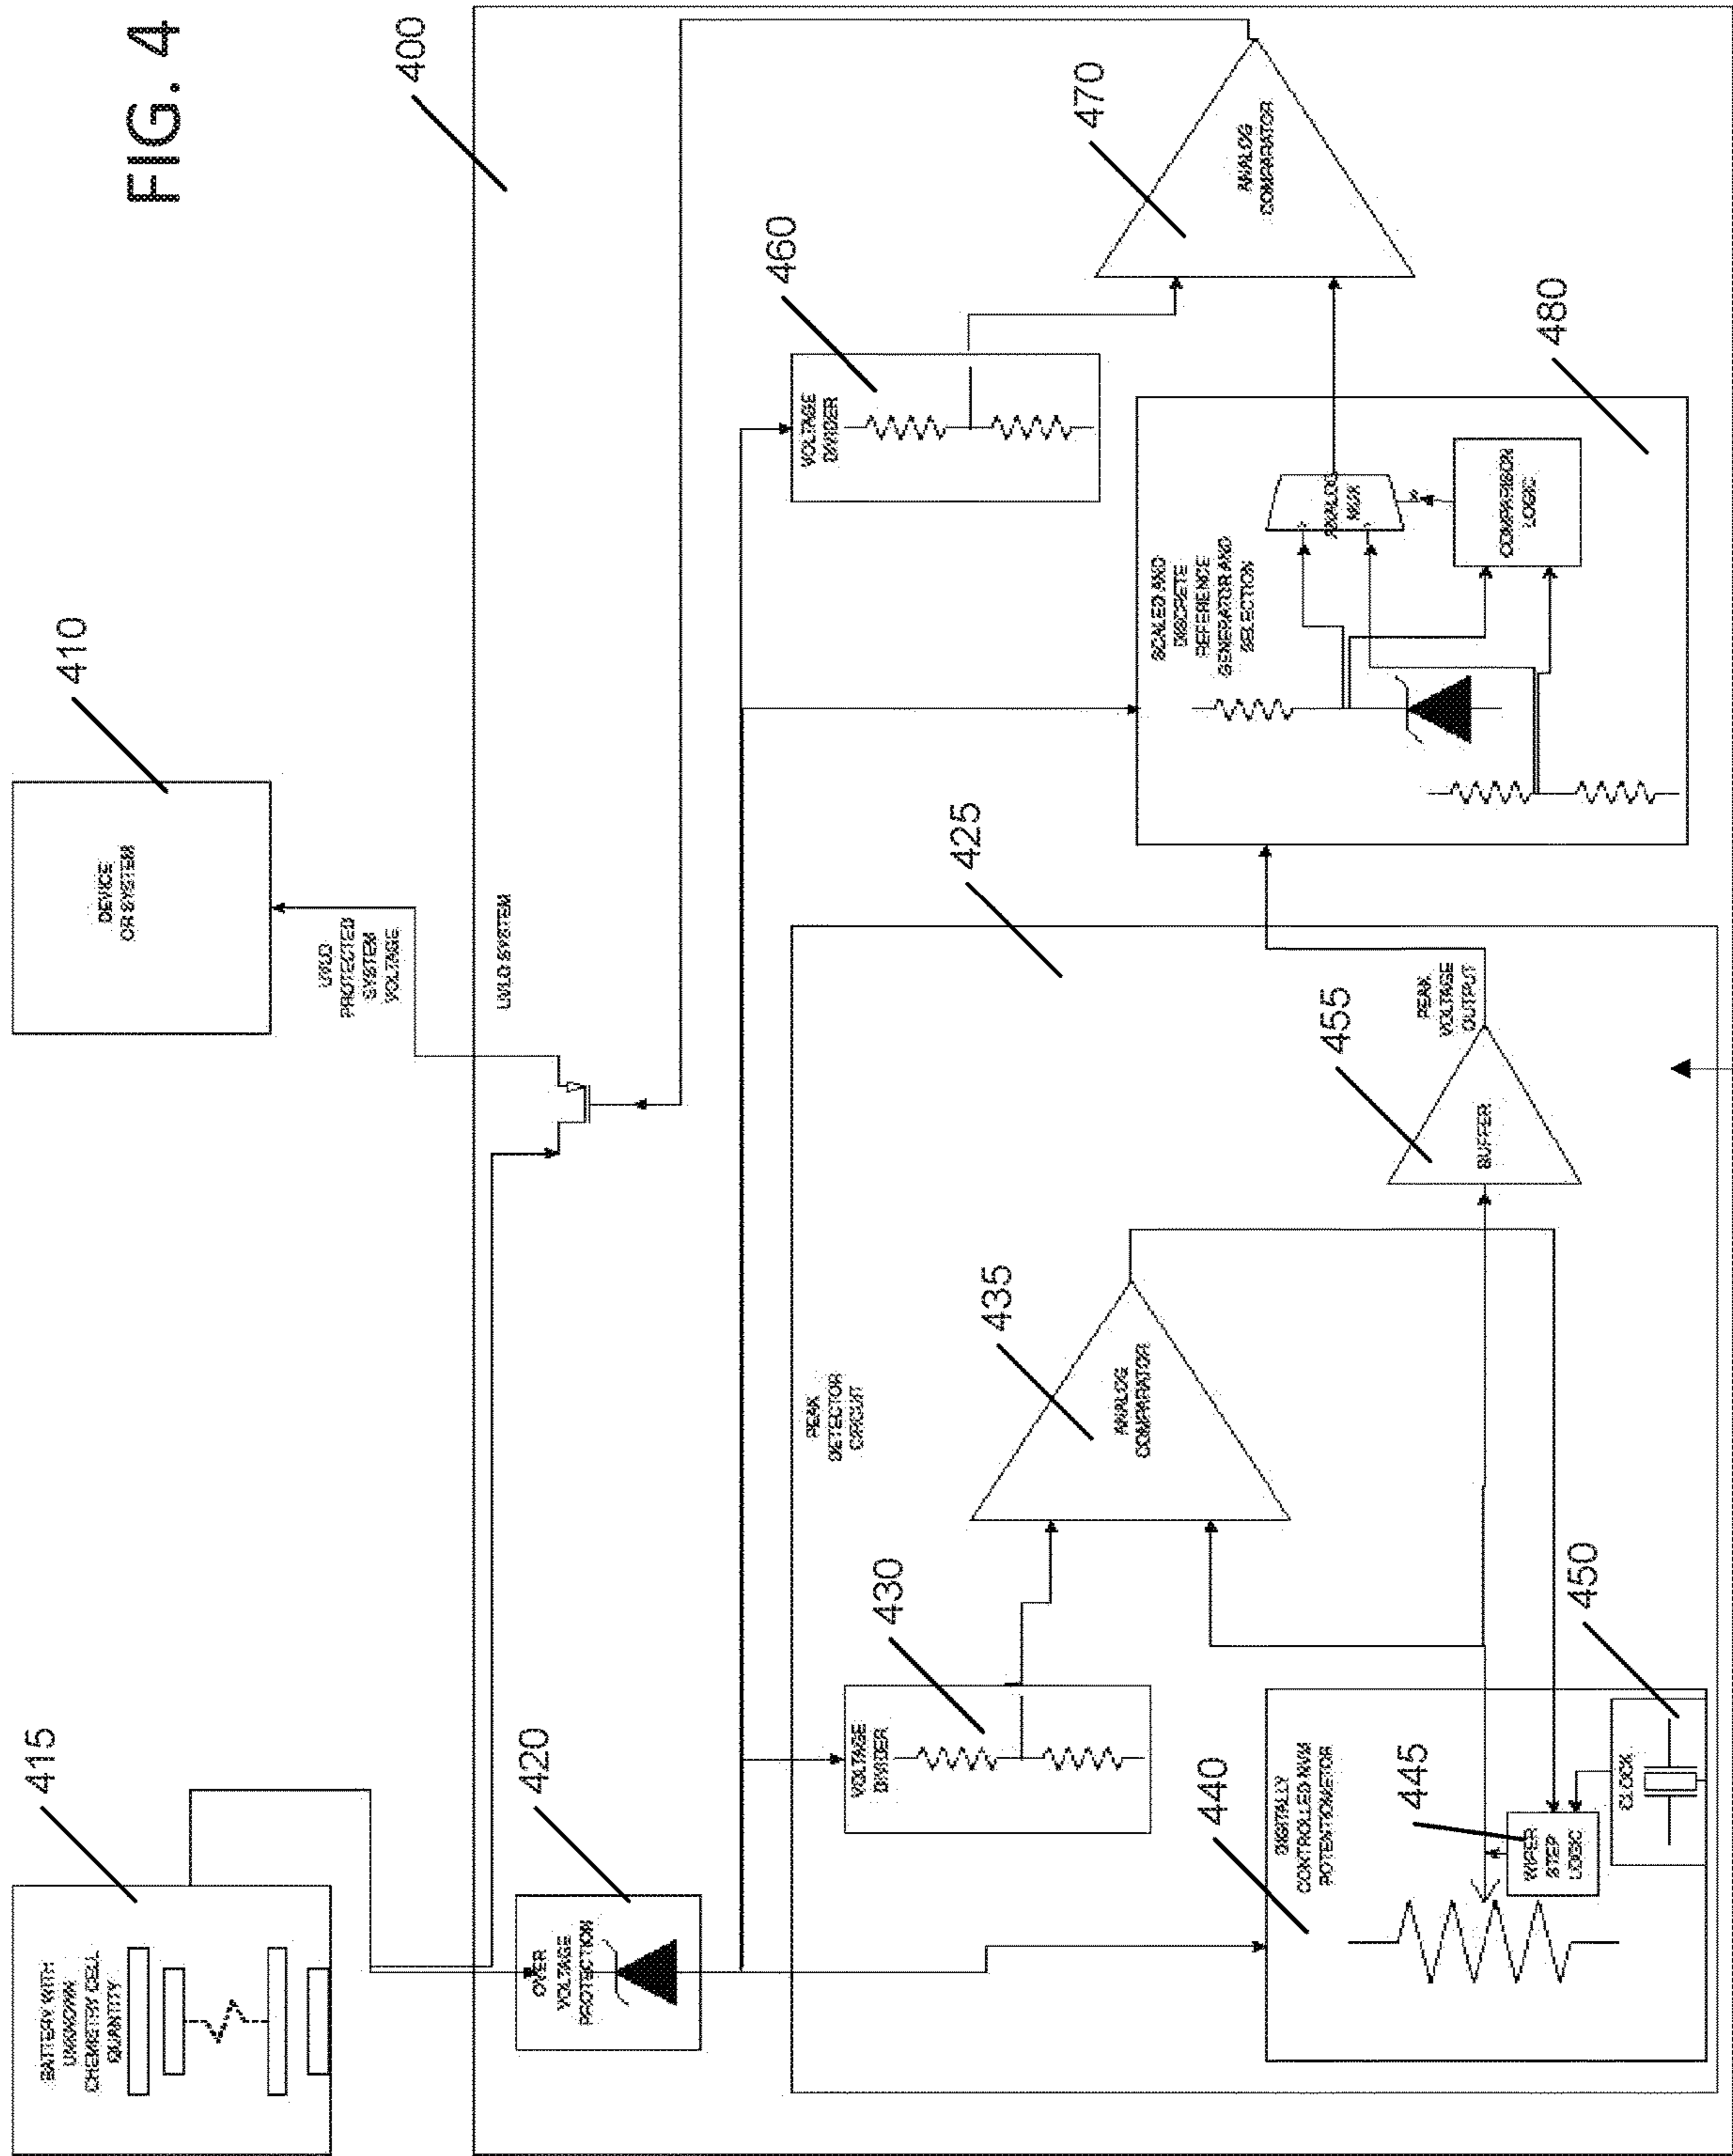 FIG. 4
415
BATTERY WITH
UNKNOWN
CHEMISTRY CELL
QUANTITY
410
DEVICE
OR SYSTEM
UVLO
PROTECTED
SYSTEM
VOLTAGE
400
UVLO SYSTEM
420
OVER
VOLTAGE
PROTECTION
425
PEAK
DETECTOR
CIRCUIT
430
VOLTAGE
DIVIDER
435
ANALOG
COMPARATOR
440
DIGITALLY
CONTROLLED NVM
POTENTIOMETOR
445
WIPER
STEP
LOGIC
450
CLOCK
455
BUFFER
PEAK
VOLTAGE
OUTPUT
460
VOLTAGE
DIVIDER
470
ANALOG
COMPARATOR
480
SCALED AND
DISCRETE
REFERENCE
GENERATOR AND
SELECTION
ANALOG
MUX
COMPARISON
LOGIC